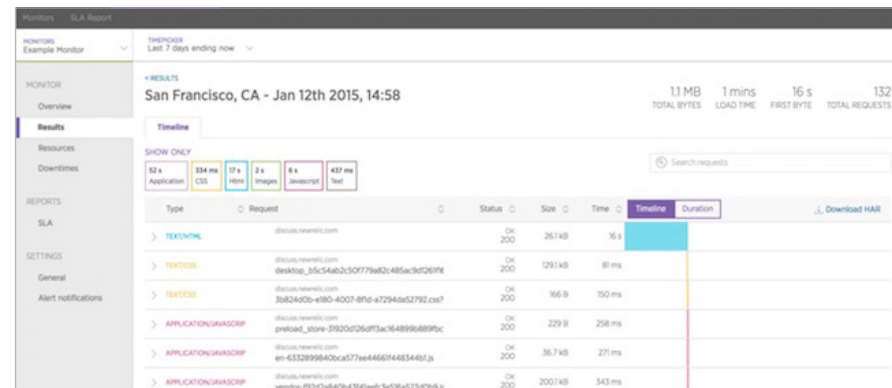 Monitors SLA Report
MONITORS
Example Monitor
TIMEPICKER
Last 7 days ending now
MONITOR
Overview
Results
Resources
Downtimes
REPORTS
SLA
SETTINGS
General
Alert notifications
< RESULTS
San Francisco, CA - Jan 12th 2015, 14:58
1.1 MB 1 mins 16 s 132
TOTAL BYTES LOAD TIME FIRST BYTE TOTAL REQUESTS
Timeline
SHOW ONLY
52 s 334 ms 17 s 2 s 6 s 437 ms
Application CSS Html Images Javascript Text
Search requests
Type Request Status Size Time Timeline Duration Download HAR
TEXT/HTML discuss.newrelic.com OK 200 26.1 kB 16 s
TEXT/CSS discuss.newrelic.com OK 200 129.1 kB 81 ms
TEXT/CSS discuss.newrelic.com OK 200 166 B 150 ms
3b824d0b-e180-4007-8f1d-a7294da52792.css?
APPLICATION/JAVASCRIP discuss.newrelic.com OK 200 229 B 258 ms
APPLICATION/JAVASCRIP discuss.newrelic.com OK 200 36.7 kB 271 ms
en-6332899840bca577ee44661f448344b1.js
APPLICATION/JAVASCRIP discuss.newrelic.com OK 200 200.1 kB 343 ms